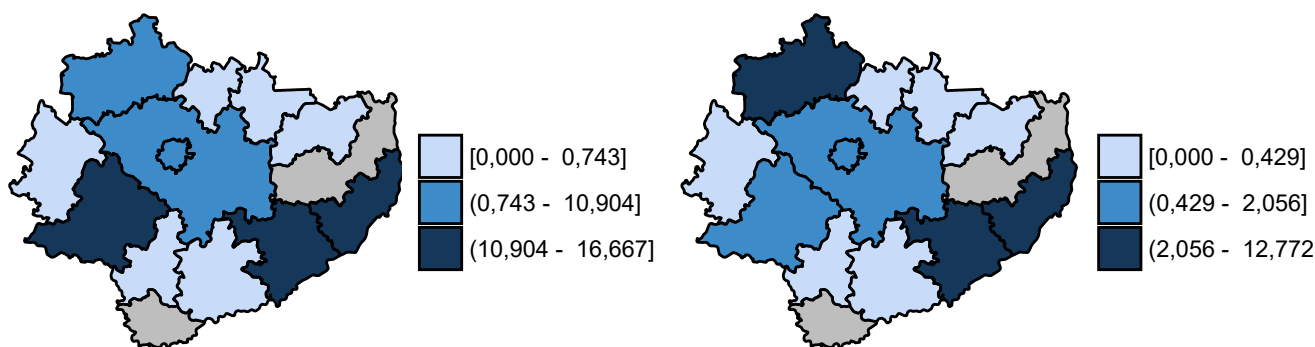 [0,000 -  0,743]
(0,743 -  10,904]
(10,904 -  16,667]
[0,000 -  0,429]
(0,429 -  2,056]
(2,056 -  12,772